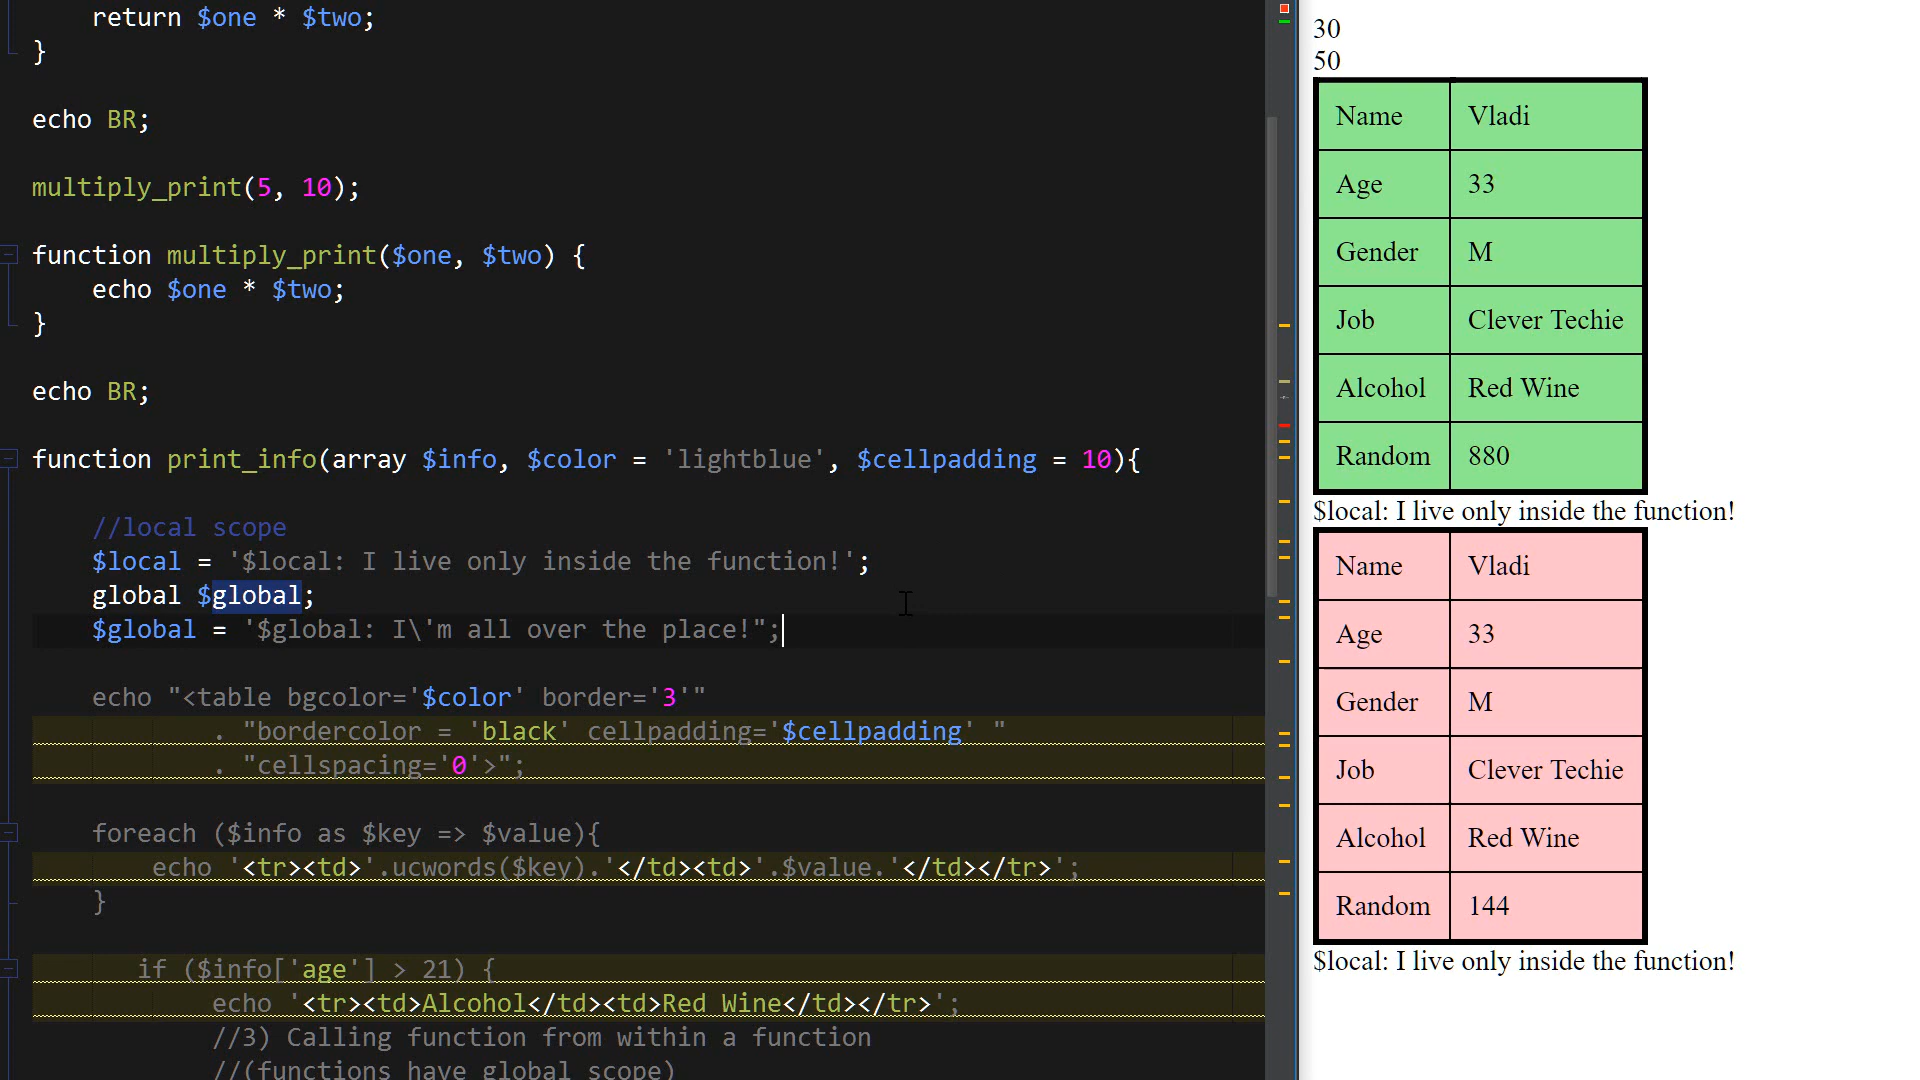 return $one * $two;
}
echo BR;
multiply_print(5, 10);
function multiply_print($one, $two) {
echo $one * $two;
}
echo BR;
function print_info(array $info, $color = 'lightblue', $cellpadding = 10){
//local scope
$local = '$local: I live only inside the function!';
global $global;
$global = '$global: I\'m all over the place!";
echo "<table bgcolor='$color' border='3'"
. "bordercolor = 'black' cellpadding='$cellpadding' "
. "cellspacing='0'>";
foreach ($info as $key => $value){
echo '<tr><td>'.ucwords($key).'</td><td>'.$value.'</td></tr>';
}
if ($info['age'] > 21) {
echo '<tr><td>Alcohol</td><td>Red Wine</td></tr>';
//3) Calling function from within a function
//(functions have global scope)
30
50
Name Vladi
Age 33
Gender M
Job Clever Techie
Alcohol Red Wine
Random 880
$local: I live only inside the function!
Name Vladi
Age 33
Gender M
Job Clever Techie
Alcohol Red Wine
Random 144
$local: I live only inside the function!